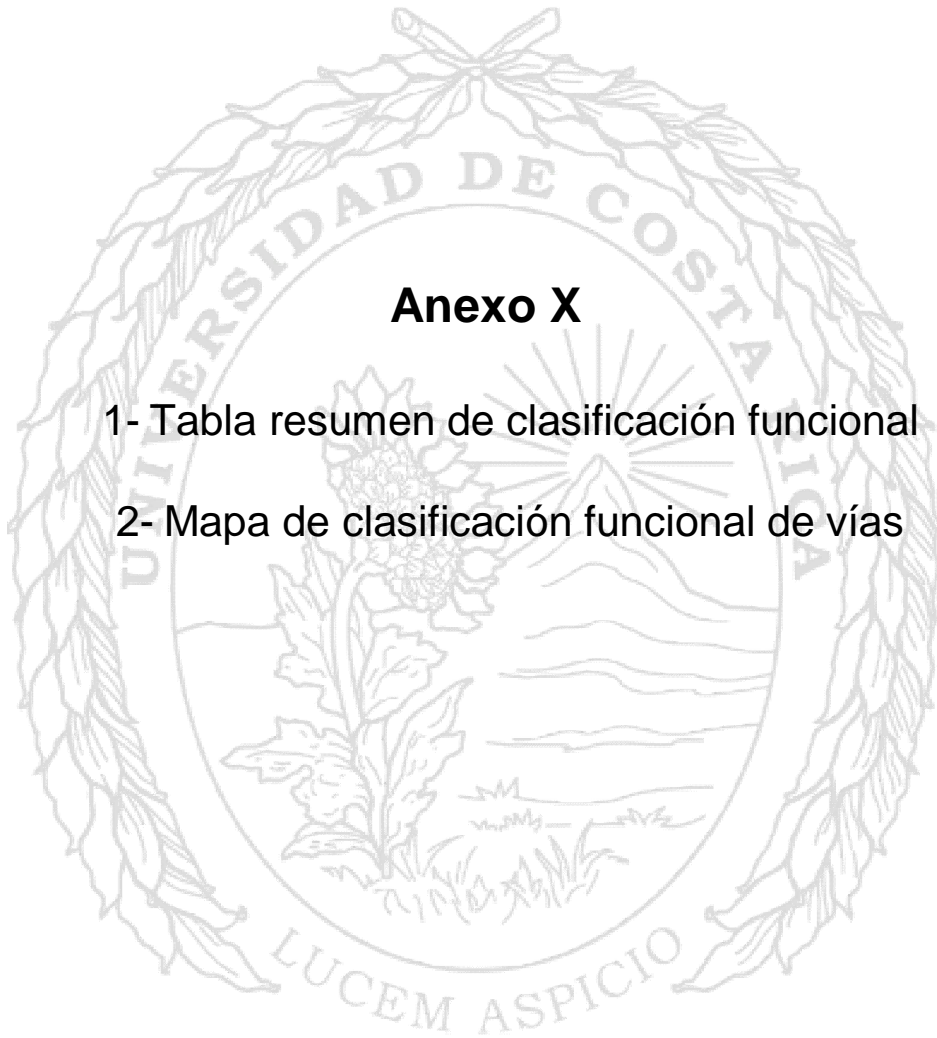 UNIVERSIDAD DE COSTA RICA
Anexo X
1- Tabla resumen de clasificación funcional
2- Mapa de clasificación funcional de vías
LUCEM ASPICIO